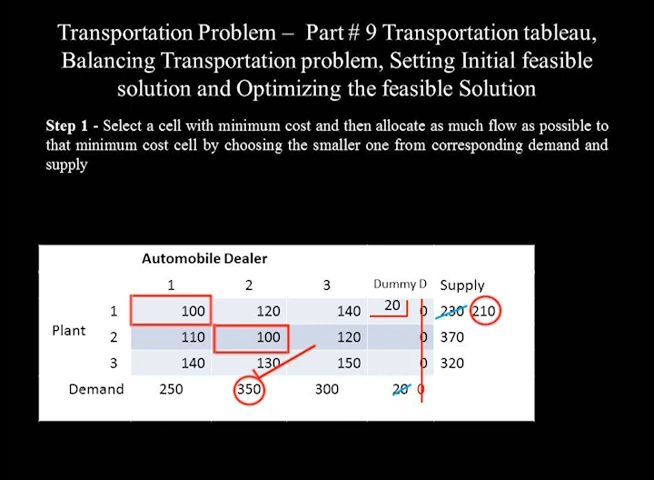 Transportation Problem – Part # 9 Transportation tableau,
Balancing Transportation problem, Setting Initial feasible
solution and Optimizing the feasible Solution
Step 1 - Select a cell with minimum cost and then allocate as much flow as possible to
that minimum cost cell by choosing the smaller one from corresponding demand and
supply
Automobile Dealer
1 2 3 Dummy D Supply
1 100 120 140 20 0 230 210
Plant 2 110 100 120 0 370
3 140 130 150 0 320
Demand 250 350 300 20 0